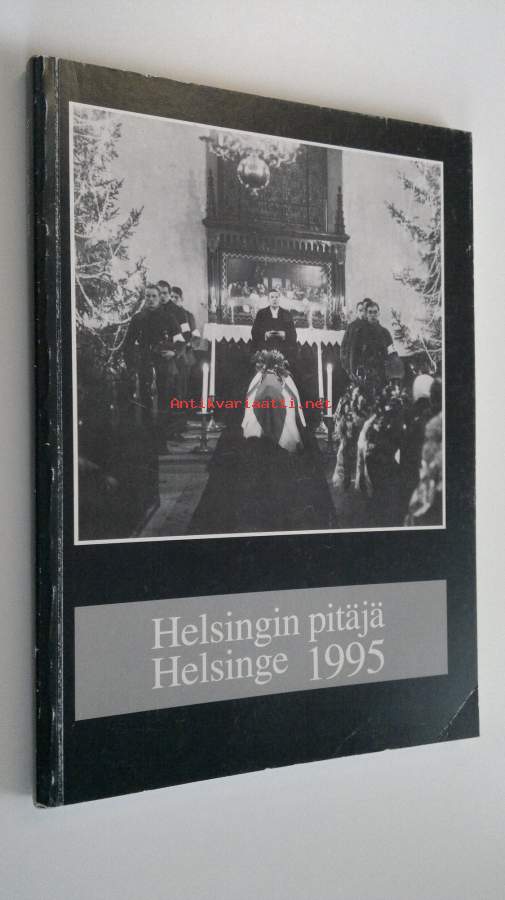 Antikvariaatti.net
Helsingin pitäjä
Helsinge 1995